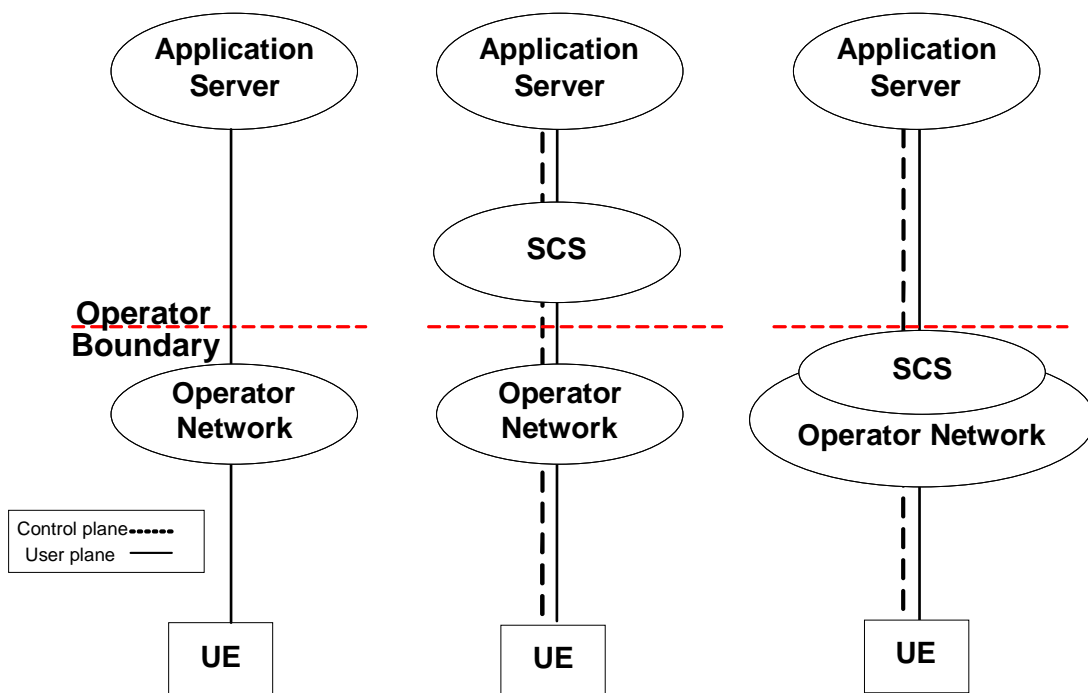 Application
Server
Application
Server
Application
Server
SCS
Operator
Boundary
SCS
Operator
Network
Operator
Network
Operator Network
Control plane
User plane
UE
UE
UE